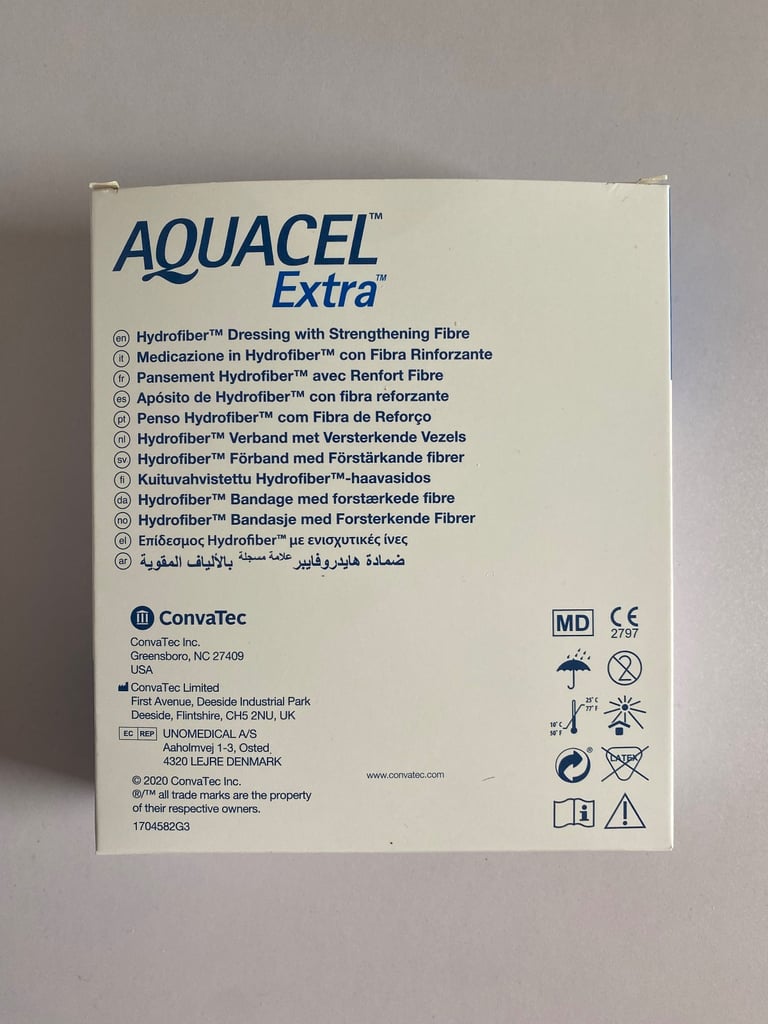 AQUACEL™
Extra™
en Hydrofiber™ Dressing with Strengthening Fibre
it Medicazione in Hydrofiber™ con Fibra Rinforzante
fr Pansement Hydrofiber™ avec Renfort Fibre
es Apósito de Hydrofiber™ con fibra reforzante
pt Penso Hydrofiber™ com Fibra de Reforço
nl Hydrofiber™ Verband met Versterkende Vezels
sv Hydrofiber™ Förband med Förstärkande fibrer
fi Kuituvahvistettu Hydrofiber™-haavasidos
da Hydrofiber™ Bandage med forstærkede fibre
no Hydrofiber™ Bandasje med Forsterkende Fibrer
el Επίδεσμος Hydrofiber™ με ενισχυτικές ίνες
ar ضمادة هايدروفايبر علامة مسجلة بالألياف المقوية
ConvaTec
ConvaTec Inc.
Greensboro, NC 27409
USA
ConvaTec Limited
First Avenue, Deeside Industrial Park
Deeside, Flintshire, CH5 2NU, UK
EC REP UNOMEDICAL A/S
Aaholmvej 1-3, Osted
4320 LEJRE DENMARK
© 2020 ConvaTec Inc.
®/™ all trade marks are the property
of their respective owners.
1704582G3
www.convatec.com
MD CE
2797
2
25°C
77°F
10°C
50°F
®
LATEX
i